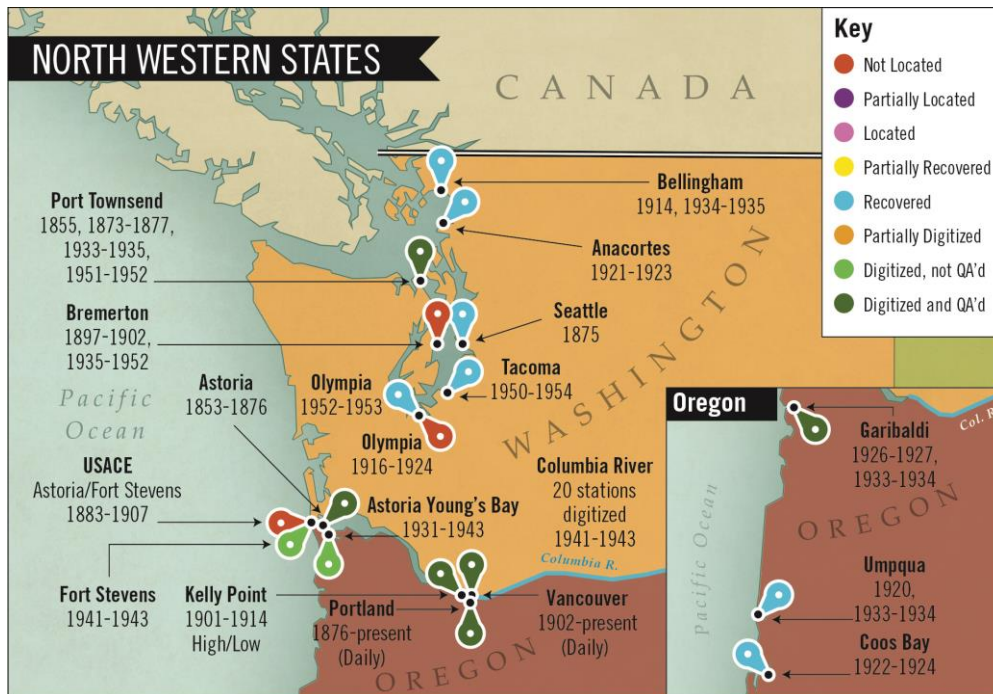 NORTH WESTERN STATES
CANADA
Key
Not Located
Partially Located
Located
Partially Recovered
Recovered
Partially Digitized
Digitized, not QA'd
Digitized and QA'd
Port Townsend
1855, 1873-1877,
1933-1935,
1951-1952
Bellingham
1914, 1934-1935
Anacortes
1921-1923
Bremerton
1897-1902,
1935-1952
Seattle
1875
WASHINGTON
Pacific
Ocean
Astoria
1853-1876
Olympia
1952-1953
Tacoma
1950-1954
Olympia
1916-1924
USACE
Astoria/Fort Stevens
1883-1907
Astoria Young's Bay
1931-1943
Columbia River
20 stations
digitized
1941-1943
Columbia R.
Fort Stevens
1941-1943
Kelly Point
1901-1914
High/Low
Portland
1876-present
(Daily)
Vancouver
1902-present
(Daily)
OREGON
Oregon
Col. R
Garibaldi
1926-1927,
1933-1934
OREGON
Pacific Ocean
Umpqua
1920,
1933-1934
Coos Bay
1922-1924